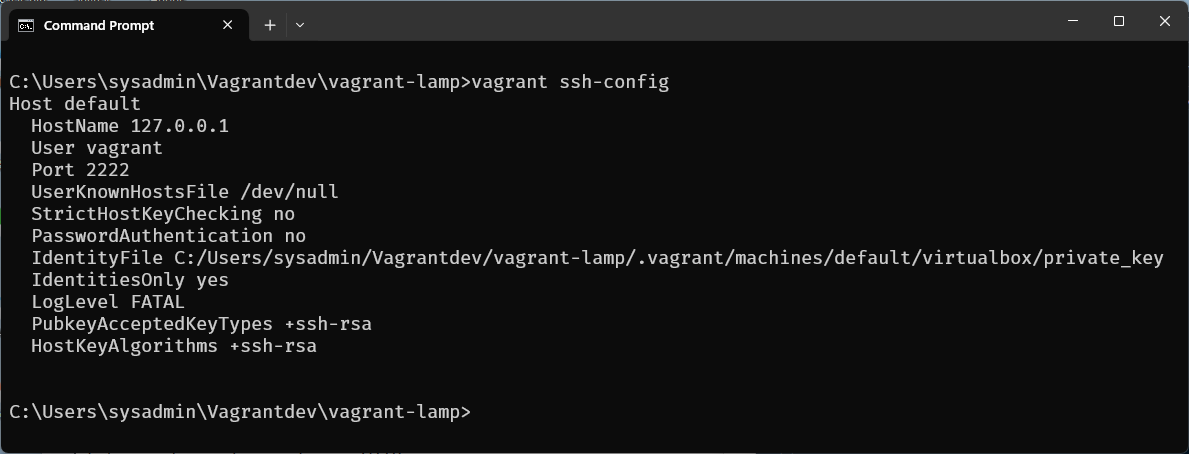 Command Prompt
C:\Users\sysadmin\Vagrantdev\vagrant-lamp>vagrant ssh-config
Host default
  HostName 127.0.0.1
  User vagrant
  Port 2222
  UserKnownHostsFile /dev/null
  StrictHostKeyChecking no
  PasswordAuthentication no
  IdentityFile C:/Users/sysadmin/Vagrantdev/vagrant-lamp/.vagrant/machines/default/virtualbox/private_key
  IdentitiesOnly yes
  LogLevel FATAL
  PubkeyAcceptedKeyTypes +ssh-rsa
  HostKeyAlgorithms +ssh-rsa
C:\Users\sysadmin\Vagrantdev\vagrant-lamp>